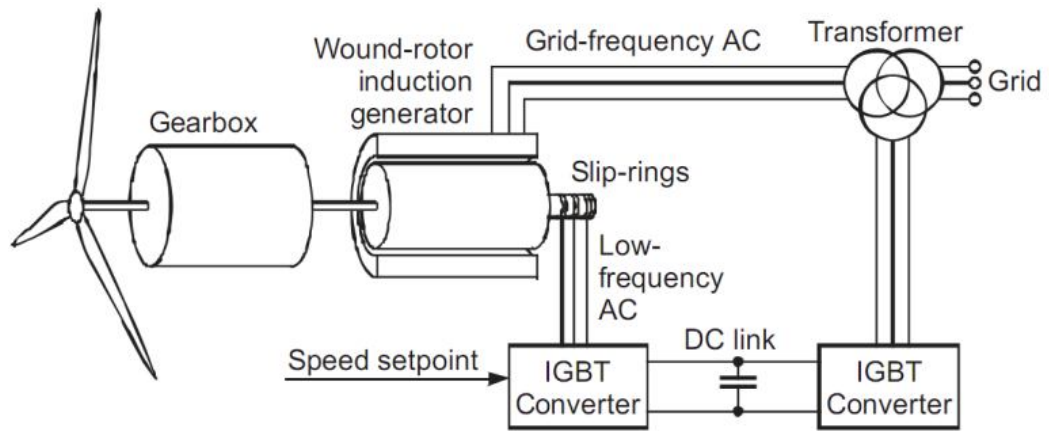 Wound-rotor
induction
generator
Grid-frequency AC
Transformer
Grid
Gearbox
Slip-rings
Low-
frequency
AC
Speed setpoint
IGBT
Converter
DC link
IGBT
Converter